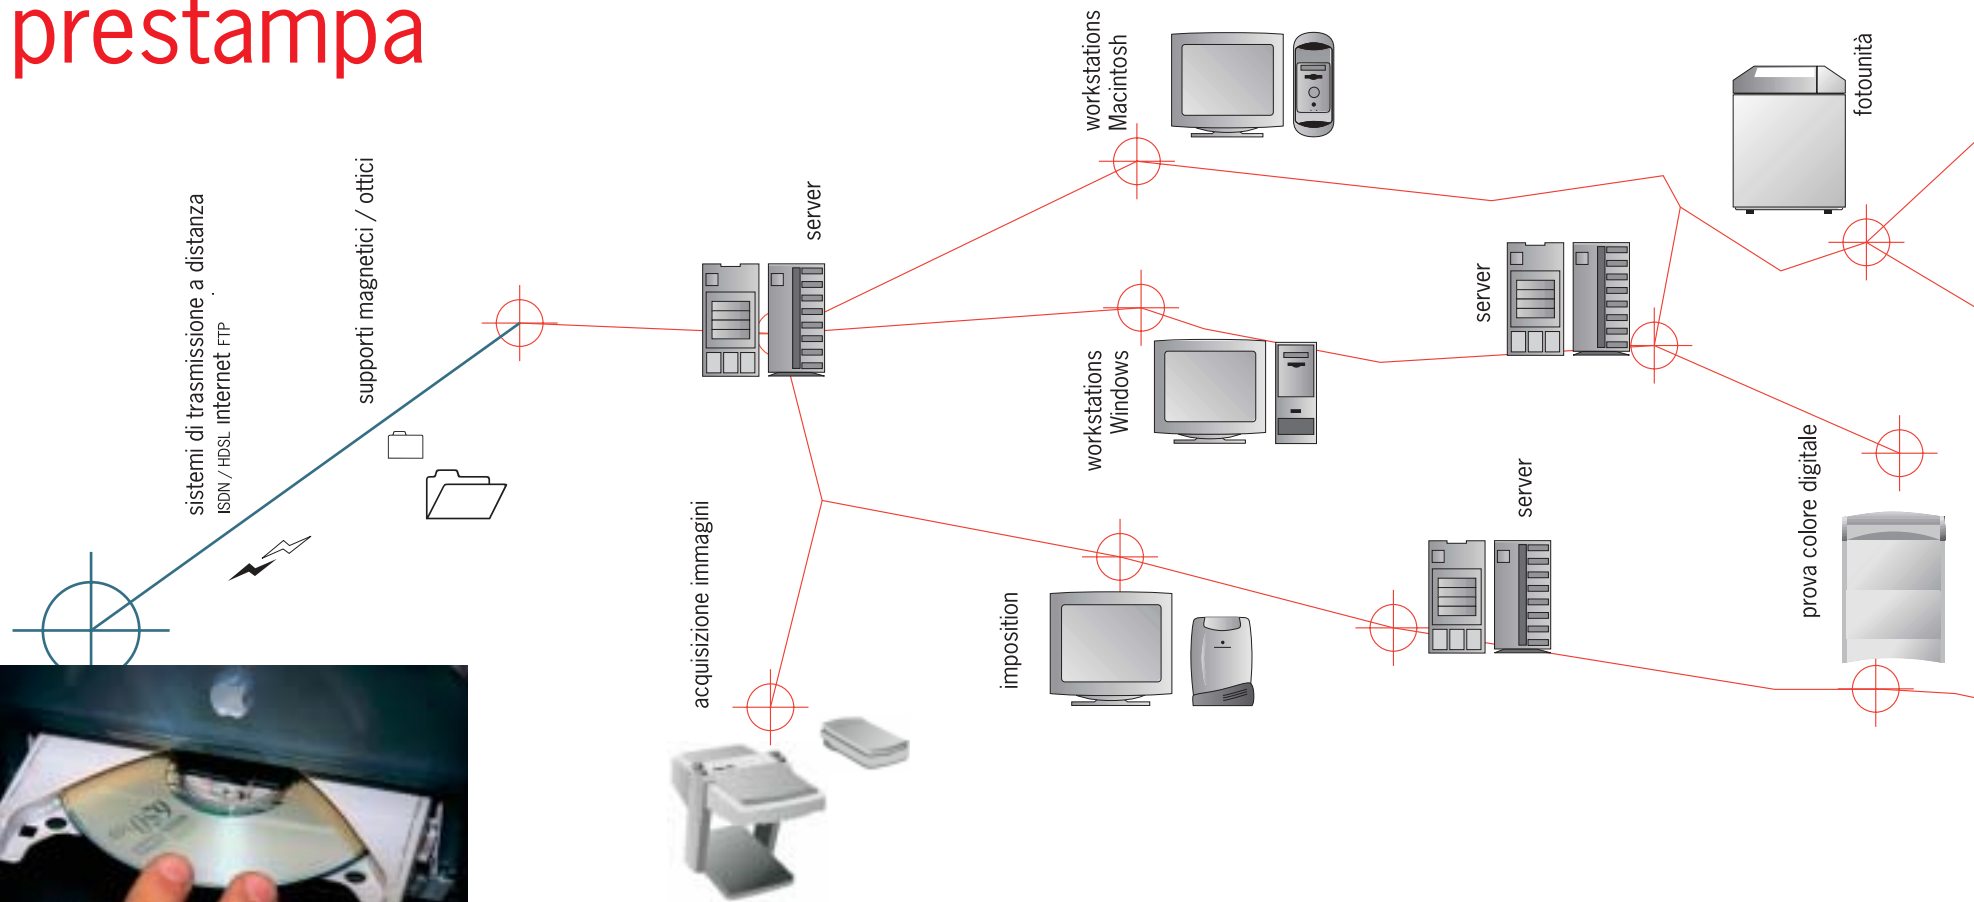 prestampa
sistemi di trasmissione a distanza
ISDN / HDSL Internet FTP
supporti magnetici / ottici
server
workstations
Macintosh
fotounità
server
workstations
Windows
server
prova colore digitale
acquisizione immagini
imposition
650